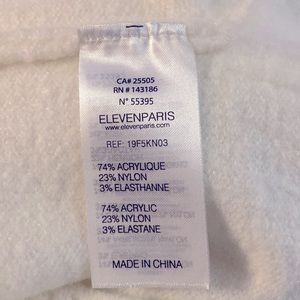 CA# 25505
RN # 143186
N° 55395
ELEVENPARIS
www.elevenparis.com
REF: 19F5KN03
74% ACRYLIQUE
23% NYLON
3% ELASTHANNE
74% ACRYLIC
23% NYLON
3% ELASTANE
MADE IN CHINA